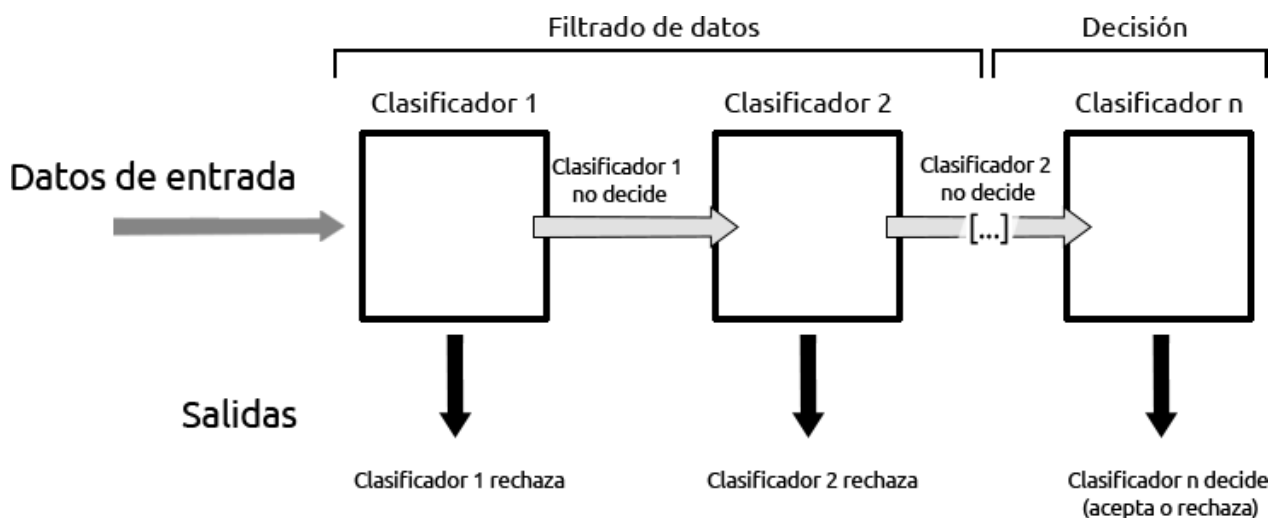 Filtrado de datos
Decisión
Clasificador 1
Clasificador 2
Clasificador n
Datos de entrada
Clasificador 1
no decide
Clasificador 2
no decide
[...]
Salidas
Clasificador 1 rechaza
Clasificador 2 rechaza
Clasificador n decide
(acepta o rechaza)